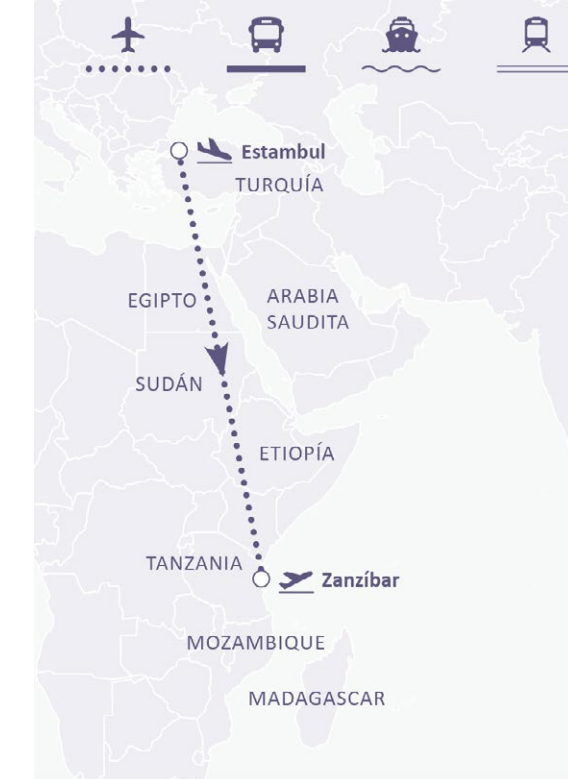 Estambul
TURQUÍA
EGIPTO
ARABIA
SAUDITA
SUDÁN
ETIOPÍA
TANZANIA
Zanzíbar
MOZAMBIQUE
MADAGASCAR